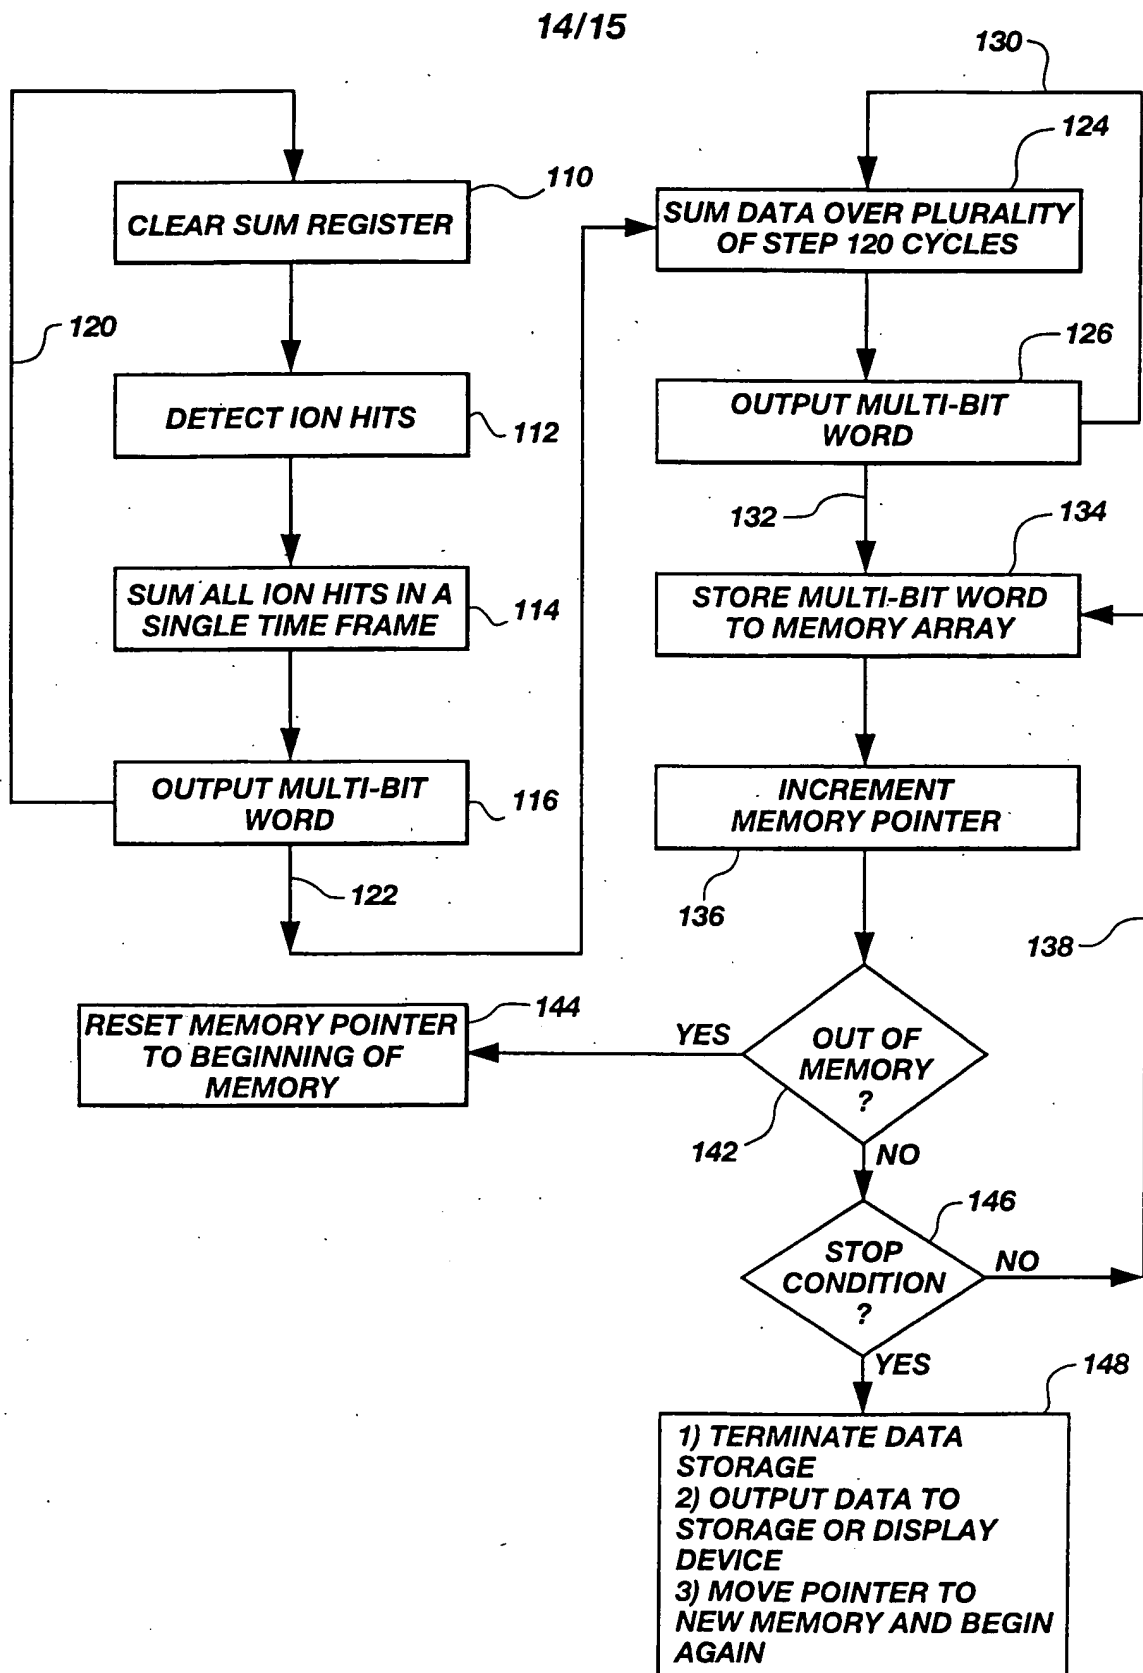 14/15
130
124
110
CLEAR SUM REGISTER
SUM DATA OVER PLURALITY
OF STEP 120 CYCLES
120
126
DETECT ION HITS
112
OUTPUT MULTI-BIT
WORD
132
134
SUM ALL ION HITS IN A
SINGLE TIME FRAME
114
STORE MULTI-BIT WORD
TO MEMORY ARRAY
OUTPUT MULTI-BIT
WORD
116
INCREMENT
MEMORY POINTER
122
136
138
RESET MEMORY POINTER
TO BEGINNING OF
MEMORY
144
YES
OUT OF
MEMORY
?
142
NO
146
STOP
CONDITION
?
NO
YES
148
1) TERMINATE DATA
STORAGE
2) OUTPUT DATA TO
STORAGE OR DISPLAY
DEVICE
3) MOVE POINTER TO
NEW MEMORY AND BEGIN
AGAIN